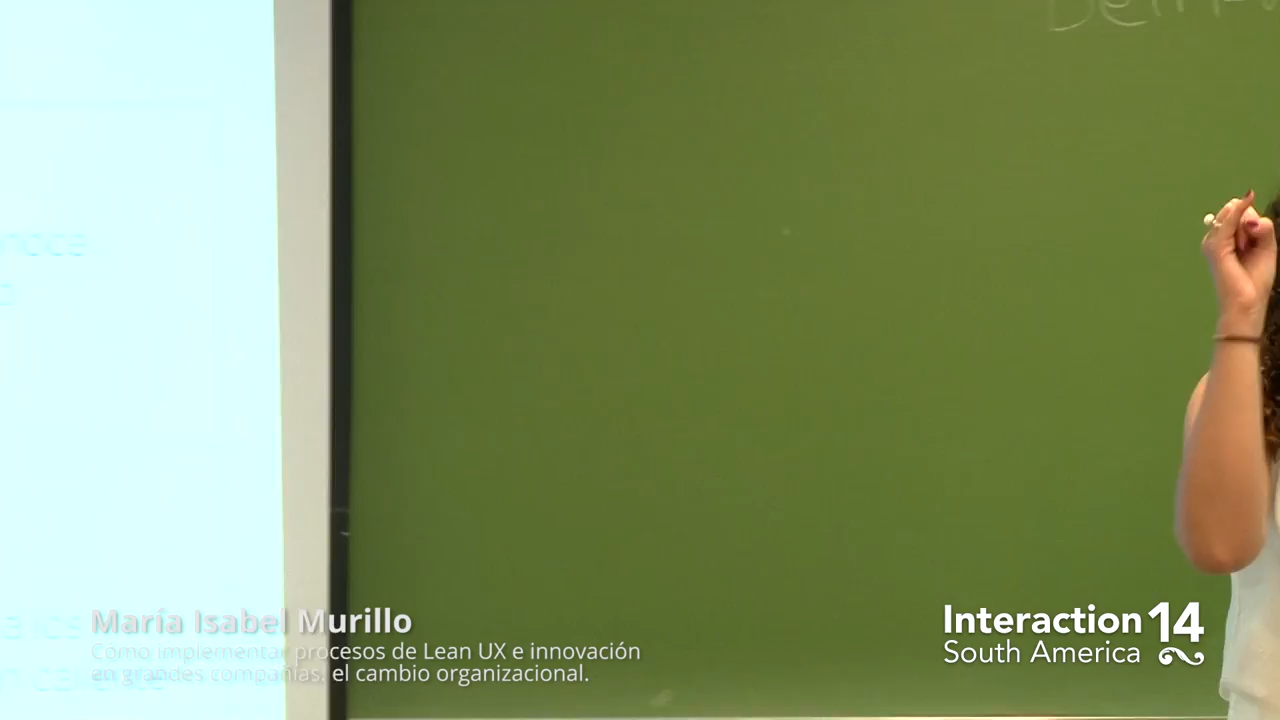 María Isabel Murillo
Cómo implementar procesos de Lean UX e innovación
en grandes compañías: el cambio organizacional.
Interaction 14
South America